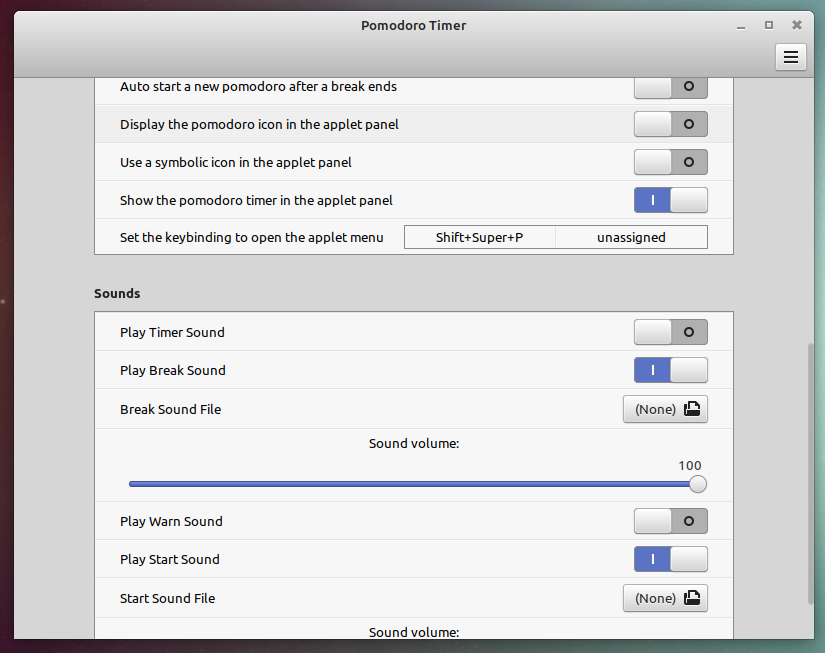 Pomodoro Timer
Auto start a new pomodoro after a break ends
Display the pomodoro icon in the applet panel
Use a symbolic icon in the applet panel
Show the pomodoro timer in the applet panel
Set the keybinding to open the applet menu Shift+Super+P unassigned
Sounds
Play Timer Sound
Play Break Sound
Break Sound File (None)
Sound volume:
100
Play Warn Sound
Play Start Sound
Start Sound File (None)
Sound volume: